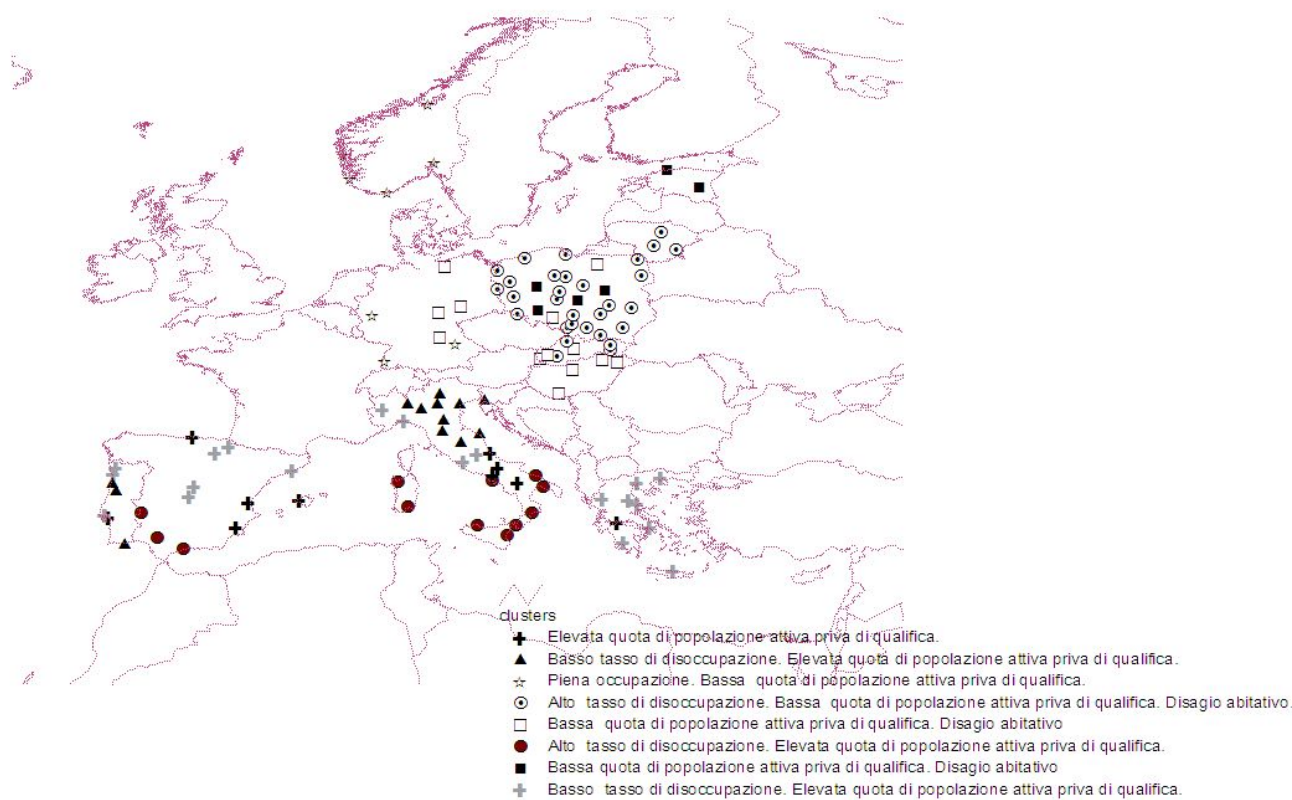 clusters
Elevata quota di popolazione attiva priva di qualifica.
Basso tasso di disoccupazione. Elevata quota di popolazione attiva priva di qualifica.
Piena occupazione. Bassa quota di popolazione attiva priva di qualifica.
Alto tasso di disoccupazione. Bassa quota di popolazione attiva priva di qualifica. Disagio abitativo.
Bassa quota di popolazione attiva priva di qualifica. Disagio abitativo
Alto tasso di disoccupazione. Elevata quota di popolazione attiva priva di qualifica.
Bassa quota di popolazione attiva priva di qualifica. Disagio abitativo
Basso tasso di disoccupazione. Elevata quota di popolazione attiva priva di qualifica.